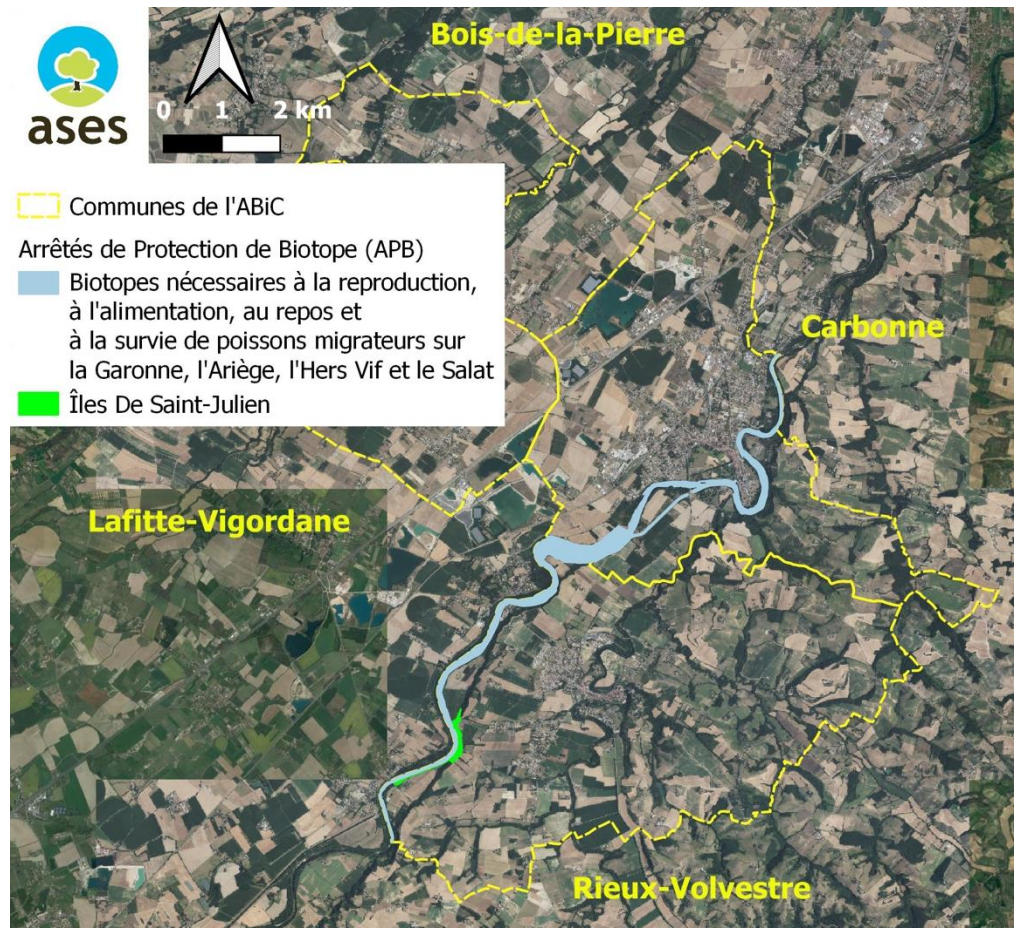 Bois-de-la-Pierre
ases
0 1 2 km
Communes de l'ABiC
Arrêtés de Protection de Biotope (APB)
Biotopes nécessaires à la reproduction,
à l'alimentation, au repos et
à la survie de poissons migrateurs sur
la Garonne, l'Ariège, l'Hers Vif et le Salat
Îles De Saint-Julien
Carbonne
Lafitte-Vigordane
Rieux-Volvestre